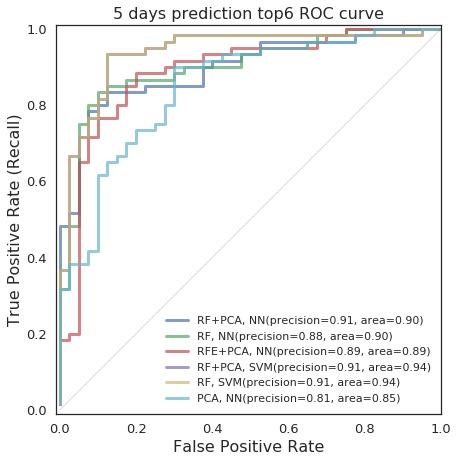 5 days prediction top6 ROC curve
True Positive Rate (Recall)
1.0
0.8
0.6
0.4
0.2
0.0
RF+PCA, NN(precision=0.91, area=0.90)
RF, NN(precision=0.88, area=0.90)
RFE+PCA, NN(precision=0.89, area=0.89)
RF+PCA, SVM(precision=0.91, area=0.94)
RF, SVM(precision=0.91, area=0.94)
PCA, NN(precision=0.81, area=0.85)
0.0 0.2 0.4 0.6 0.8 1.0
False Positive Rate